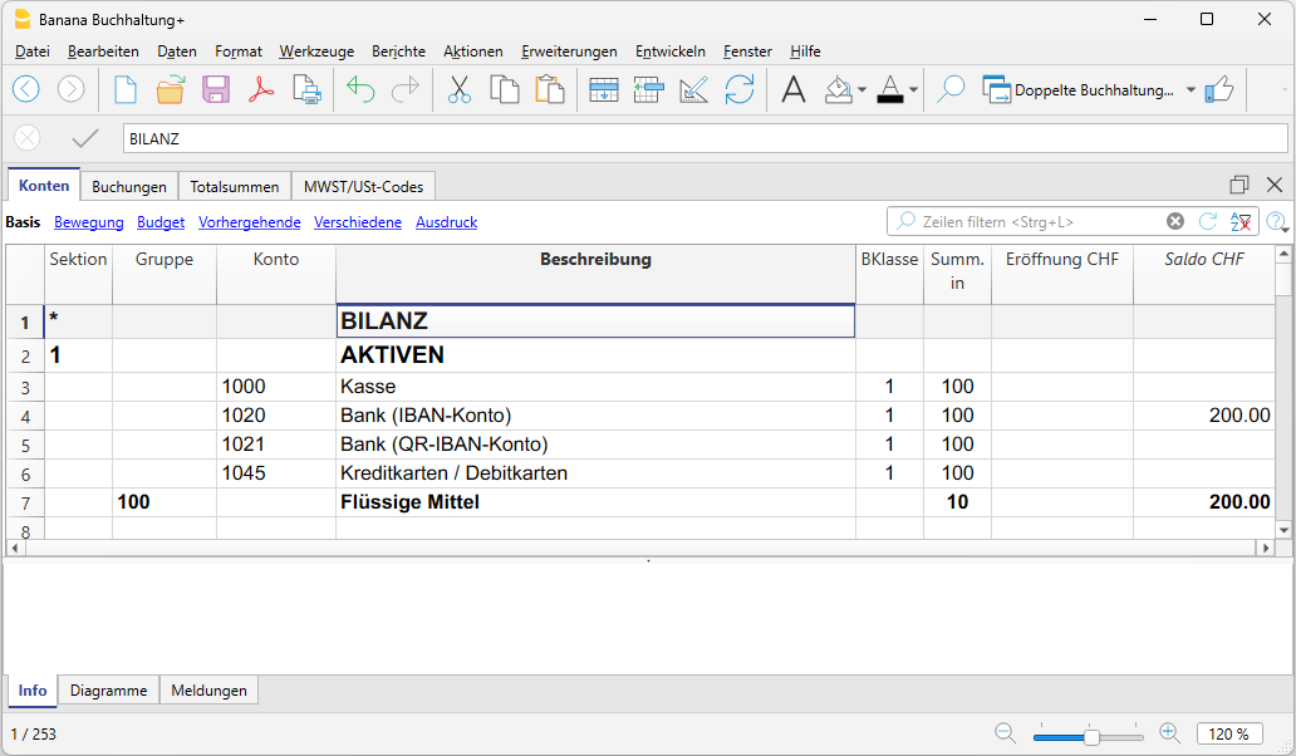 Banana Buchhaltung+
Datei Bearbeiten Daten Format Werkzeuge Berichte Aktionen Erweiterungen Entwickeln Fenster Hilfe
Doppelte Buchhaltung...
BILANZ
Konten Buchungen Totalsummen MWST/USt-Codes
Basis Bewegung Budget Vorhergehende Verschiedene Ausdruck Zeilen filtern <Strg+L>
Sektion Gruppe Konto Beschreibung BKlasse Summ. in Eröffnung CHF Saldo CHF
1 * BILANZ
2 1 AKTIVEN
3 1000 Kasse 1 100
4 1020 Bank (IBAN-Konto) 1 100 200.00
5 1021 Bank (QR-IBAN-Konto) 1 100
6 1045 Kreditkarten / Debitkarten 1 100
7 100 Flüssige Mittel 10 200.00
8
Info Diagramme Meldungen
1 / 253 120 %